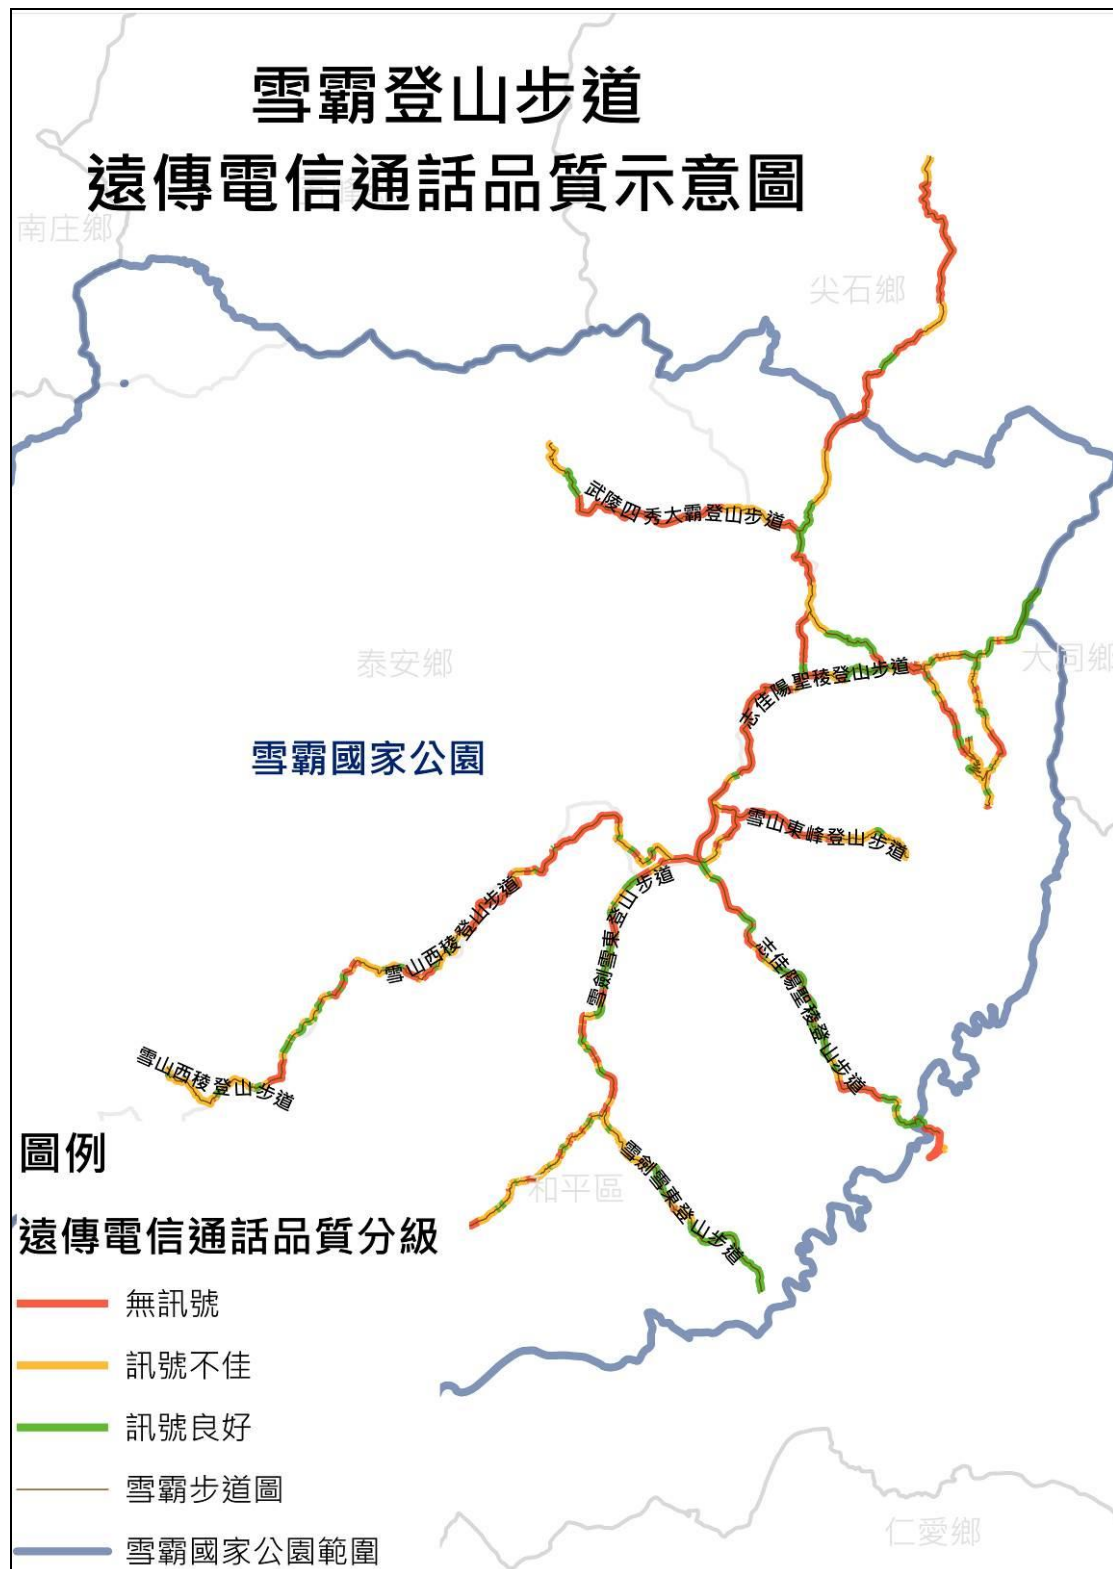 雪霸登山步道
遠傳電信通話品質示意圖
南庄鄉
尖石鄉
武陵四秀大霸登山步道
大同鄉
泰安鄉
志佳陽聖稜登山步道
雪霸國家公園
雪山東峰登山步道
雪山西稜登山步道
雪劍雪東登山步道
志佳陽聖稜登山步道
雪山西稜登山步道
雪劍雪東登山步道
和平區
圖例
遠傳電信通話品質分級
無訊號
訊號不佳
訊號良好
雪霸步道圖
雪霸國家公園範圍
仁愛鄉